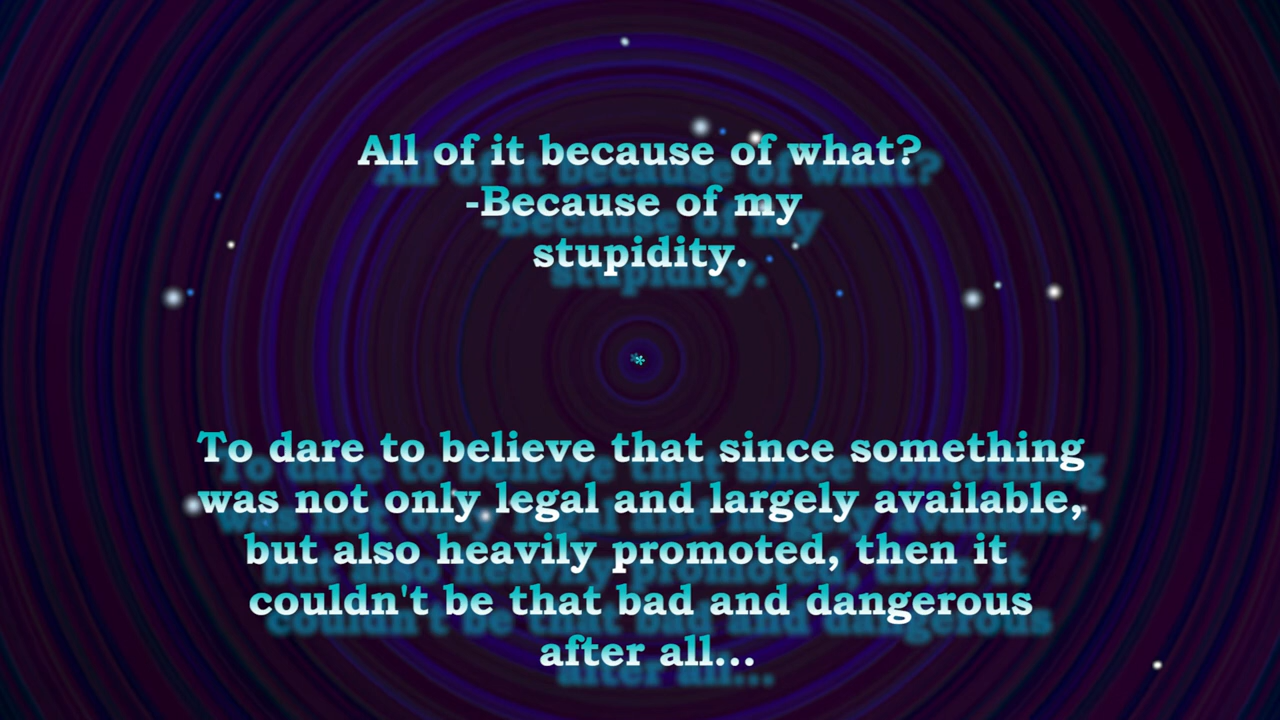 All of it because of what?
-Because of my
stupidity.
To dare to believe that since something
was not only legal and largely available,
but also heavily promoted, then it
couldn't be that bad and dangerous
after all...